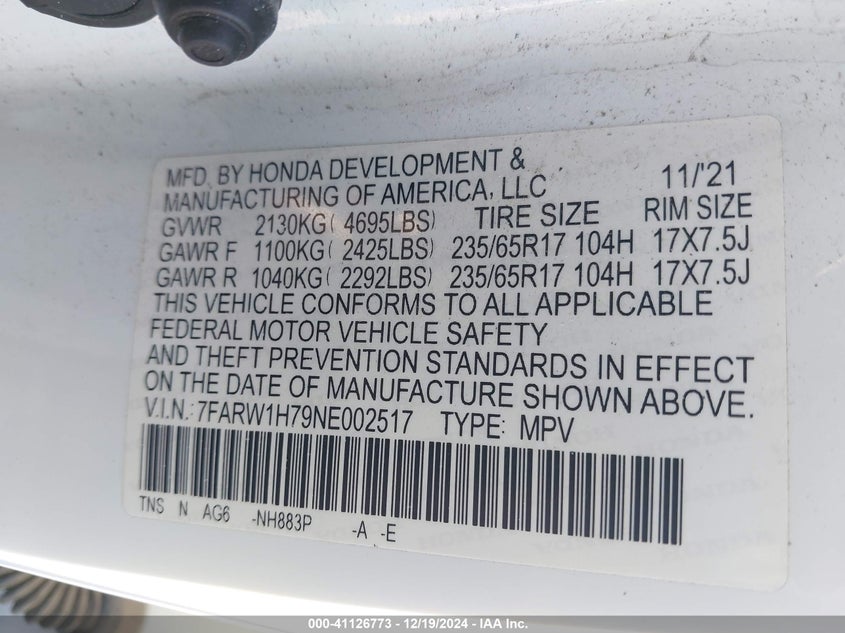 MFD. BY HONDA DEVELOPMENT & 11/'21
MANUFACTURING OF AMERICA, LLC
GVWR 2130KG( 4695LBS) TIRE SIZE RIM SIZE
GAWR F 1100KG( 2425LBS) 235/65R17 104H 17X7.5J
GAWR R 1040KG( 2292LBS) 235/65R17 104H 17X7.5J
THIS VEHICLE CONFORMS TO ALL APPLICABLE
FEDERAL MOTOR VEHICLE SAFETY
AND THEFT PREVENTION STANDARDS IN EFFECT
ON THE DATE OF MANUFACTURE SHOWN ABOVE.
V.I.N.: 7FARW1H79NE002517 TYPE: MPV
TNS N AG6 -NH883P -A -E
000-41126773 - 12/19/2024 - IAA Inc.